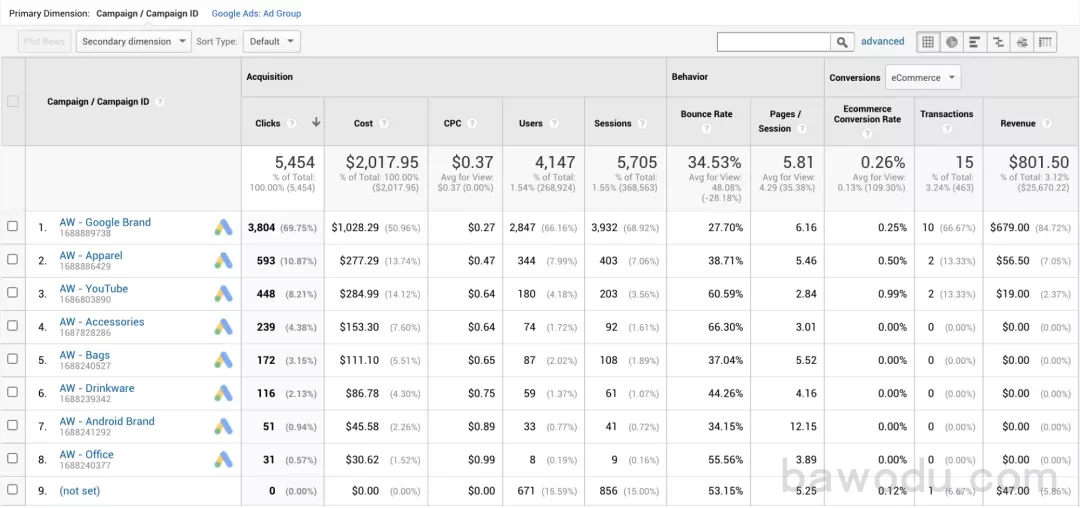 Primary Dimension: Campaign / Campaign ID Google Ads: Ad Group
Plot Rows Secondary dimension Sort Type: Default advanced
Campaign / Campaign ID ? Acquisition Behavior Conversions eCommerce
Clicks ? Cost ? CPC ? Users ? Sessions ? Bounce Rate ? Pages / Session ? Ecommerce Conversion Rate ? Transactions ? Revenue ?
5,454 $2,017.95 $0.37 4,147 5,705 34.53% 5.81 0.26% 15 $801.50
% of Total: 100.00% (5,454) % of Total: 100.00% ($2,017.95) Avg for View: $0.37 (0.00%) % of Total: 1.54% (268,924) % of Total: 1.55% (368,563) Avg for View: 48.08% (-28.18%) Avg for View: 4.29 (35.38%) Avg for View: 0.13% (109.30%) % of Total: 3.24% (463) % of Total: 3.12% ($25,670.22)
1. AW - Google Brand 3,804 (69.75%) $1,028.29 (50.96%) $0.27 2,847 (66.16%) 3,932 (68.92%) 27.70% 6.16 0.25% 10 (66.67%) $679.00 (84.72%)
1688889738
2. AW - Apparel 593 (10.87%) $277.29 (13.74%) $0.47 344 (7.99%) 403 (7.06%) 38.71% 5.46 0.50% 2 (13.33%) $56.50 (7.05%)
1688886429
3. AW - YouTube 448 (8.21%) $284.99 (14.12%) $0.64 180 (4.18%) 203 (3.56%) 60.59% 2.84 0.99% 2 (13.33%) $19.00 (2.37%)
1686803890
4. AW - Accessories 239 (4.38%) $153.30 (7.60%) $0.64 74 (1.72%) 92 (1.61%) 66.30% 3.01 0.00% 0 (0.00%) $0.00 (0.00%)
1687828286
5. AW - Bags 172 (3.15%) $111.10 (5.51%) $0.65 87 (2.02%) 108 (1.89%) 37.04% 5.52 0.00% 0 (0.00%) $0.00 (0.00%)
1688240527
6. AW - Drinkware 116 (2.13%) $86.78 (4.30%) $0.75 59 (1.37%) 61 (1.07%) 44.26% 4.16 0.00% 0 (0.00%) $0.00 (0.00%)
1688239342
7. AW - Android Brand 51 (0.94%) $45.58 (2.26%) $0.89 33 (0.77%) 41 (0.72%) 34.15% 12.15 0.00% 0 (0.00%) $0.00 (0.00%)
1688241292
8. AW - Office 31 (0.57%) $30.62 (1.52%) $0.99 8 (0.19%) 9 (0.16%) 55.56% 3.89 0.00% 0 (0.00%) $0.00 (0.00%)
1688240377
9. (not set) 0 (0.00%) $0.00 (0.00%) $0.00 671 (15.59%) 856 (15.00%) 53.15% 5.25 0.12% 1 (6.67%) $47.00 (5.86%)
bawodu.com